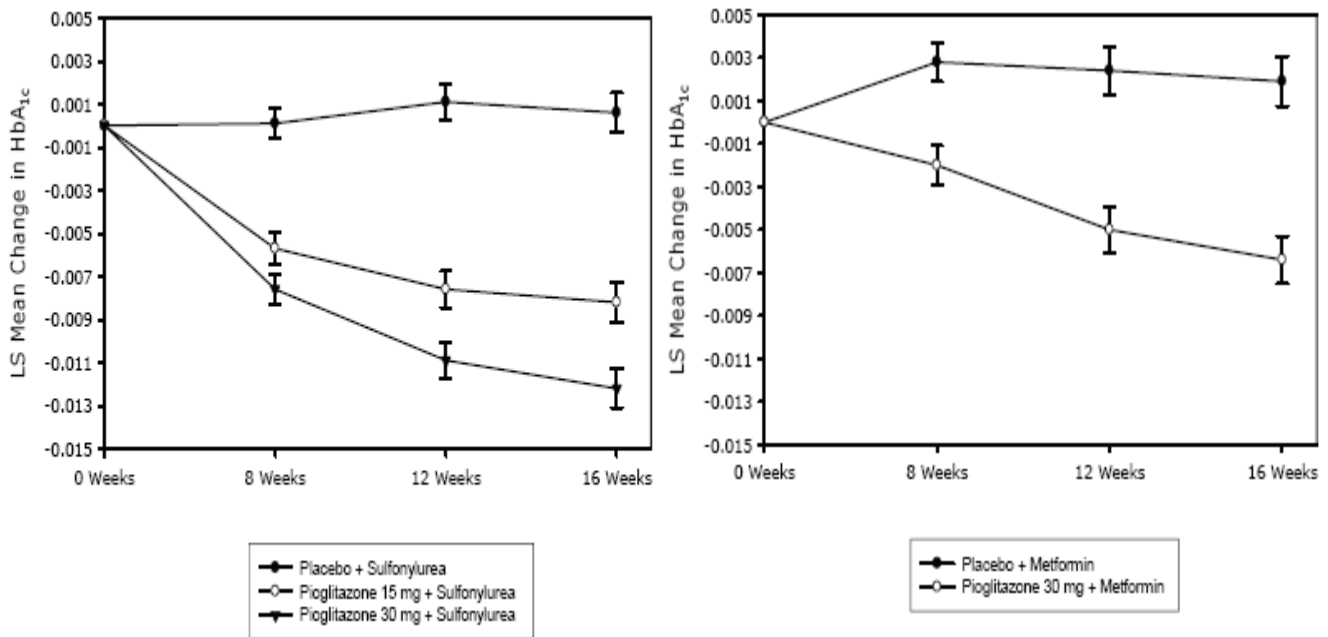 LS Mean Change in HbA1c
0.005
0.003
0.001
-0.001
-0.003
-0.005
-0.007
-0.009
-0.011
-0.013
-0.015
0 Weeks
8 Weeks
12 Weeks
16 Weeks
Placebo + Sulfonylurea
Pioglitazone 15 mg + Sulfonylurea
Pioglitazone 30 mg + Sulfonylurea
LS Mean Change in HbA1c
0.005
0.003
0.001
-0.001
-0.003
-0.005
-0.007
-0.009
-0.011
-0.013
-0.015
0 Weeks
8 Weeks
12 Weeks
16 Weeks
Placebo + Metformin
Pioglitazone 30 mg + Metformin